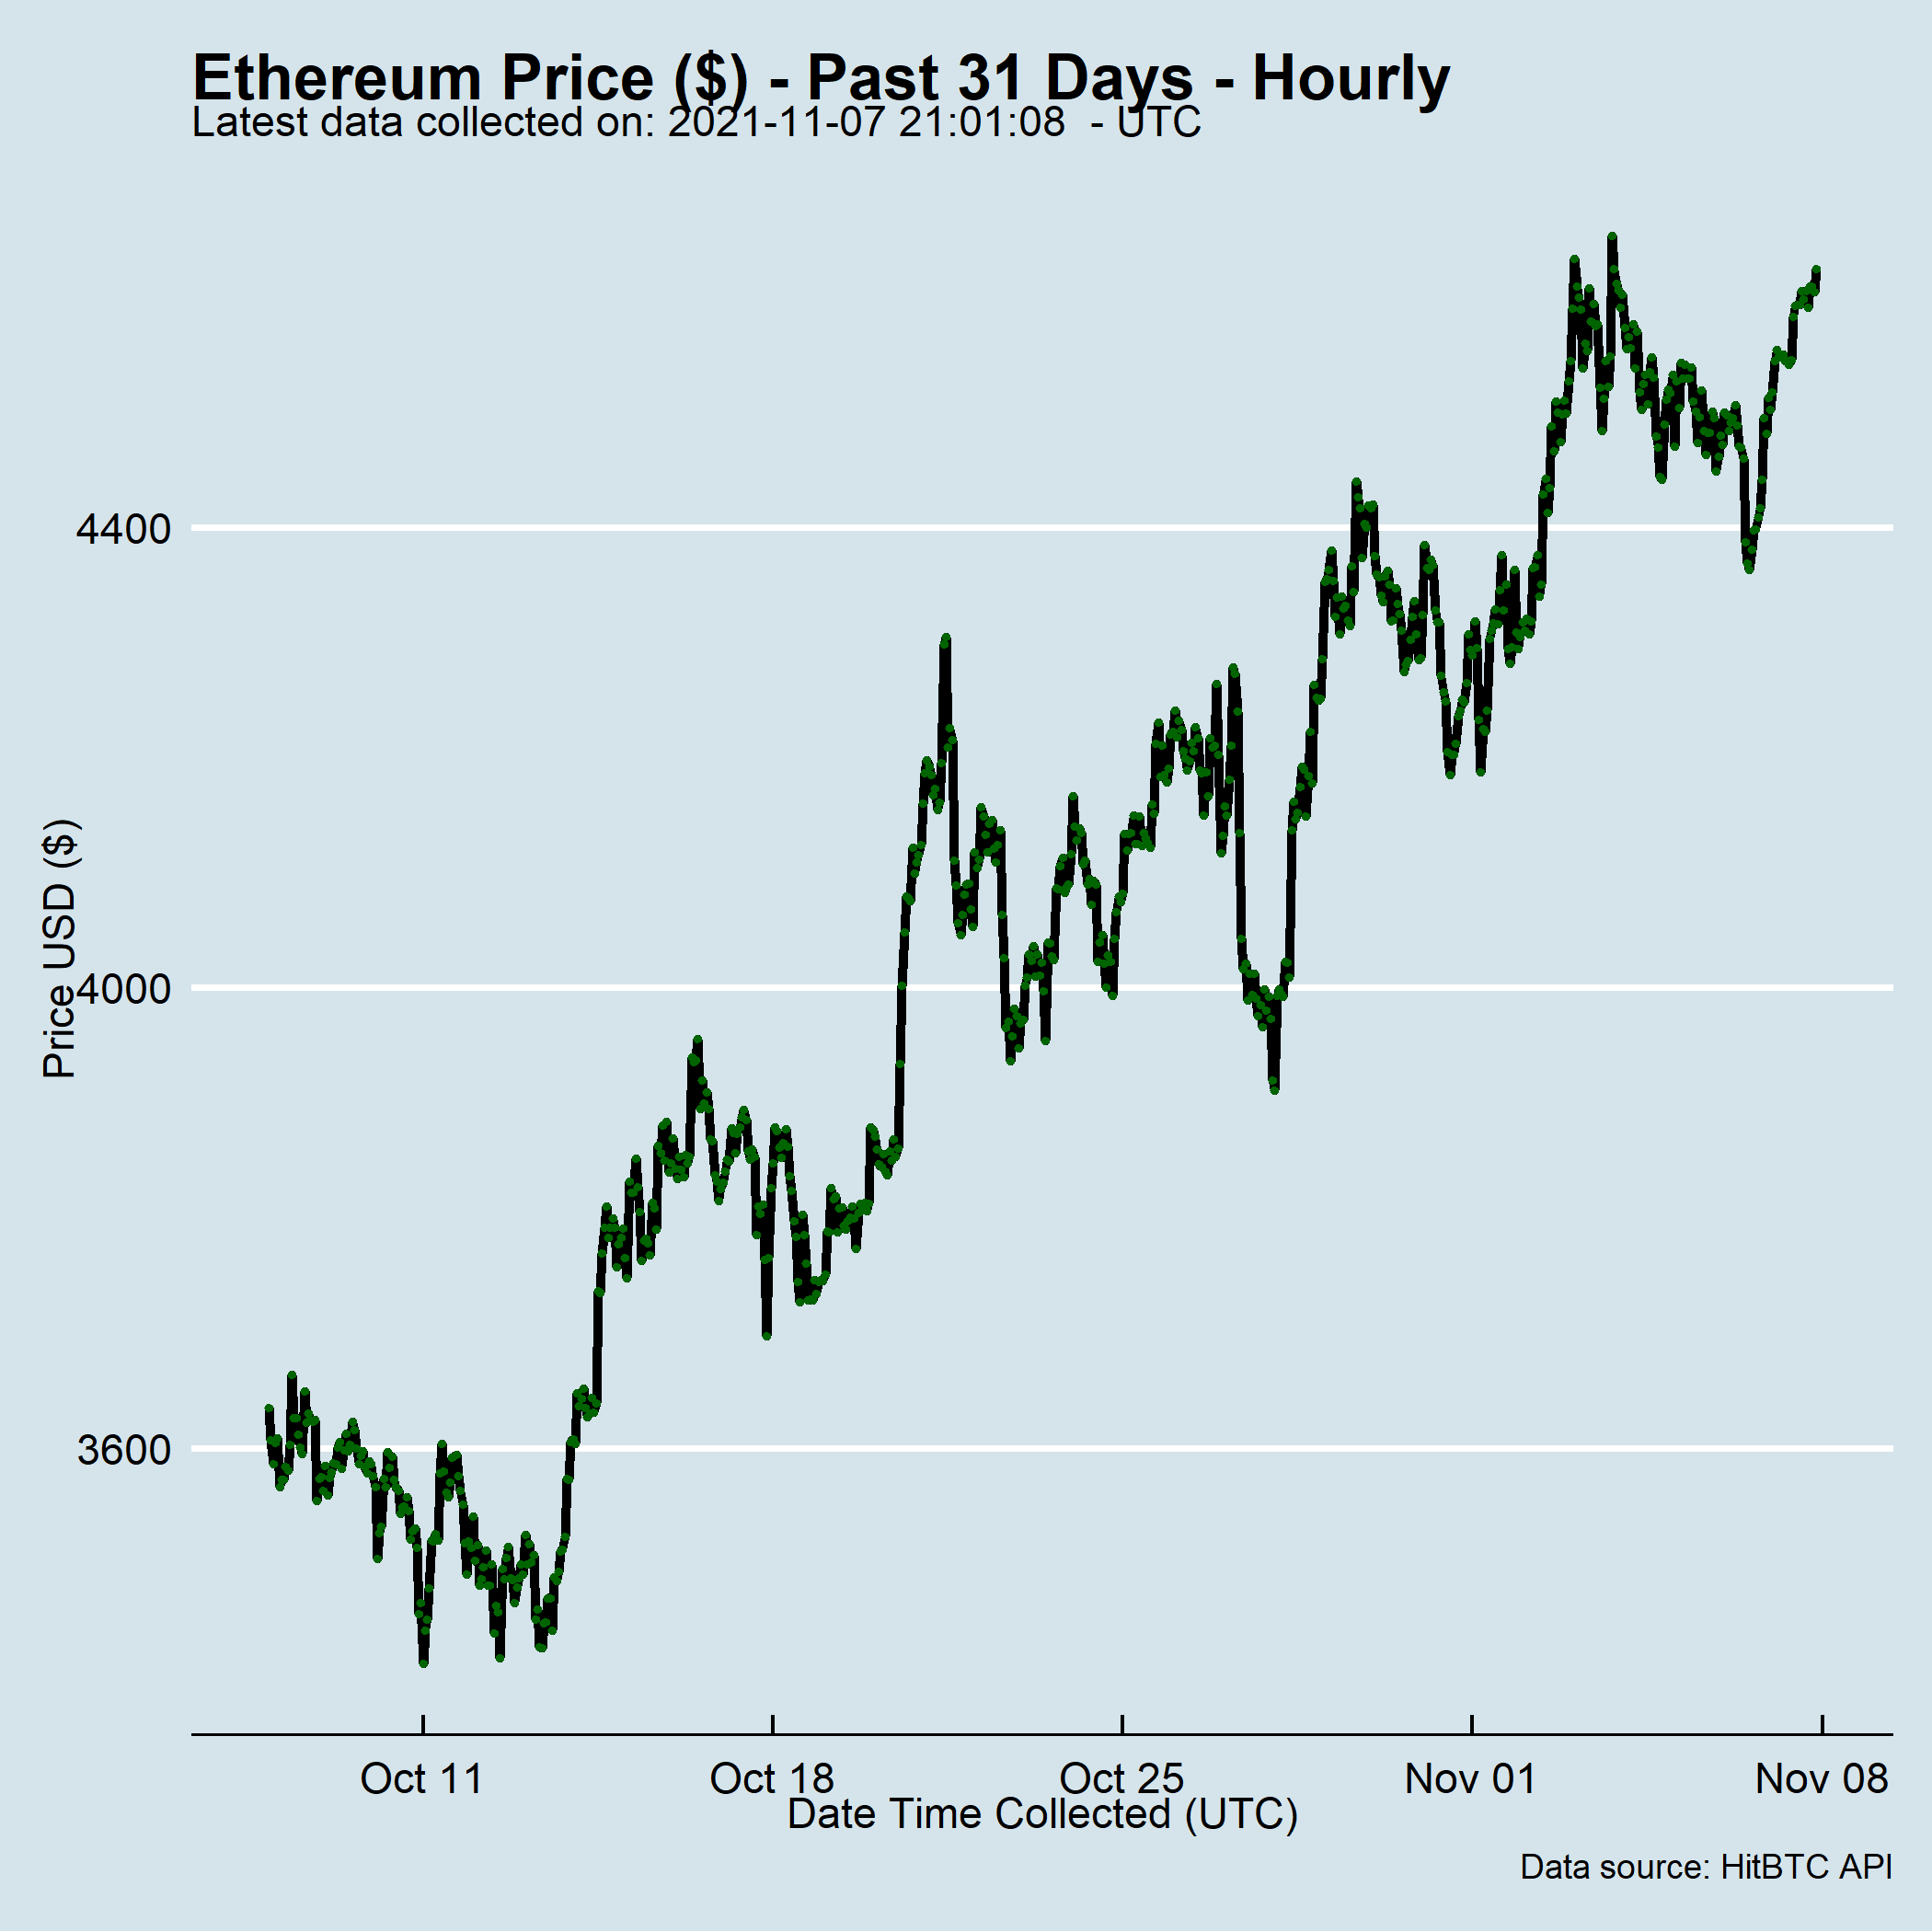 Ethereum Price ($) - Past 31 Days - Hourly
Latest data collected on: 2021-11-07 21:01:08  - UTC
Price USD ($)
4400
4000
3600
Oct 11
Oct 18
Oct 25
Nov 01
Nov 08
Date Time Collected (UTC)
Data source: HitBTC API